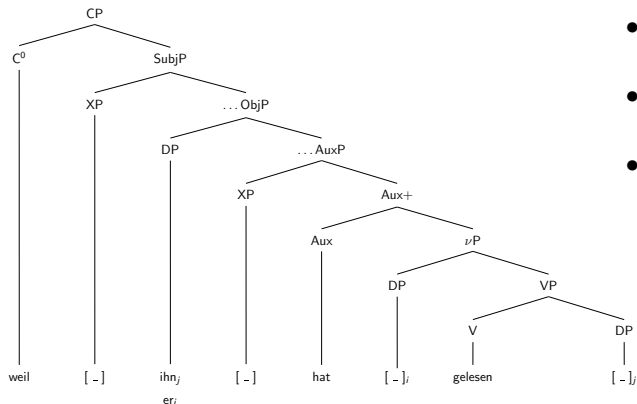 CP
C⁰ SubjP
XP ...ObjP
DP ...AuxP
XP Aux+
Aux νP
DP VP
V DP
weil [ _ ] ihnⱼ [ _ ] hat [ _ ]ᵢ gelesen [ _ ]ⱼ
erᵢ